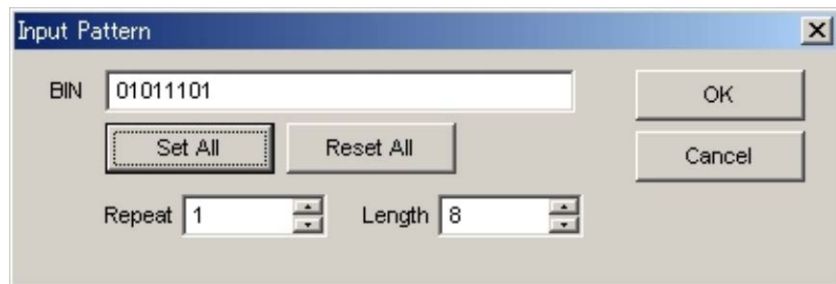 Input Pattern
BIN 01011101 OK
Set All Reset All Cancel
Repeat 1 Length 8